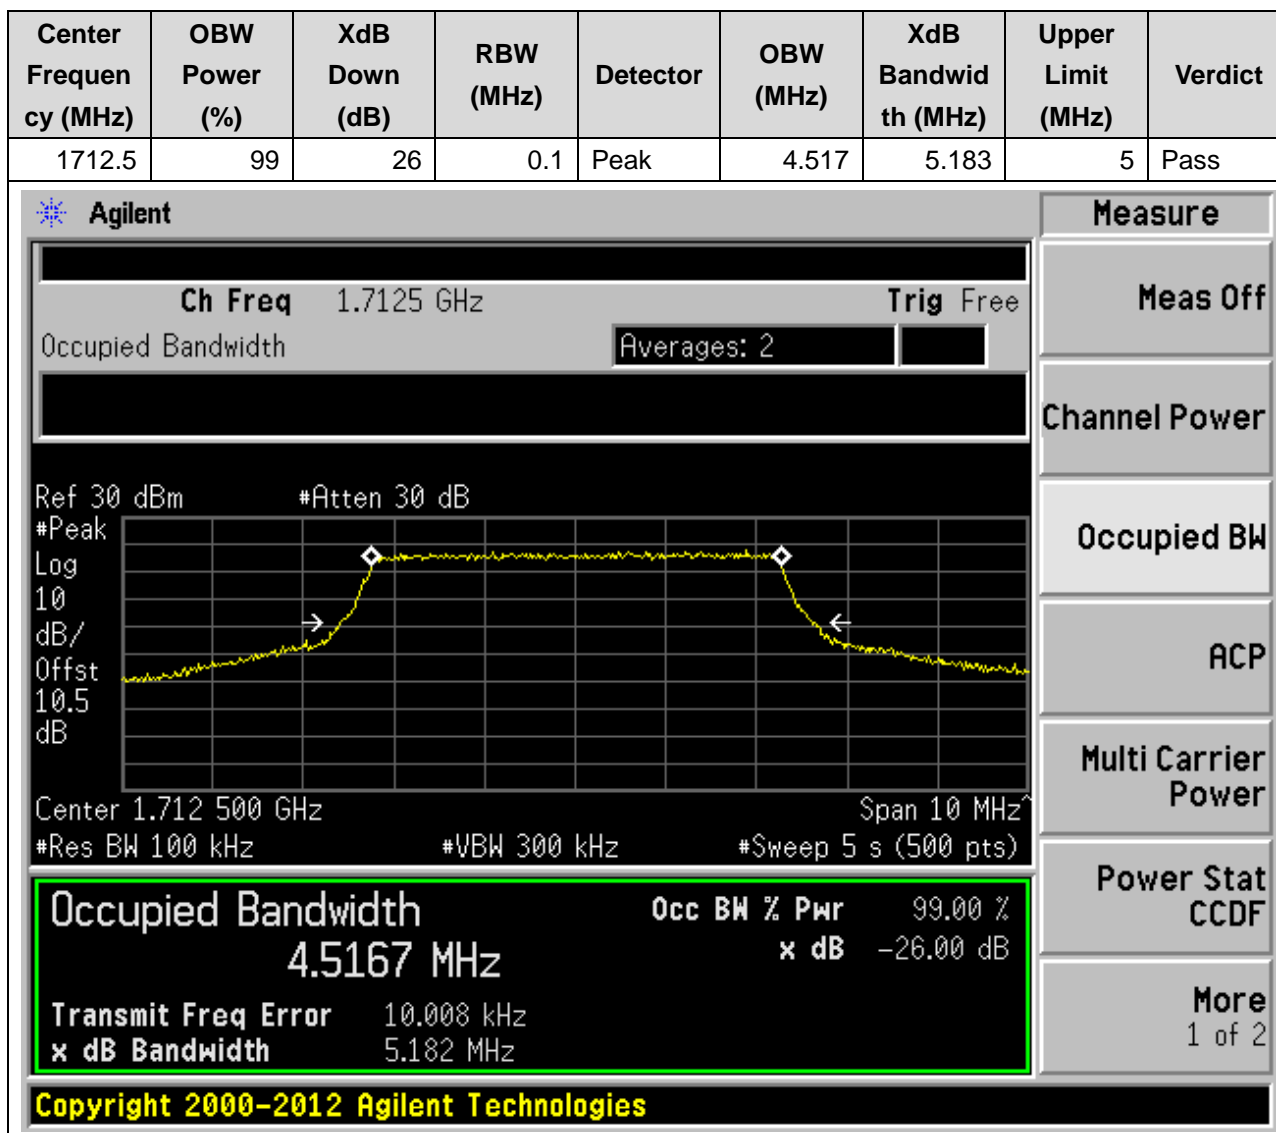 Center Frequen cy (MHz) OBW Power (%) XdB Down (dB) RBW (MHz) Detector OBW (MHz) XdB Bandwid th (MHz) Upper Limit (MHz) Verdict
1712.5 99 26 0.1 Peak 4.517 5.183 5 Pass
Agilent
Measure
Ch Freq 1.7125 GHz Trig Free
Meas Off
Occupied Bandwidth Averages: 2
Channel Power
Ref 30 dBm #Atten 30 dB
#Peak
Log
10
dB/
Offst
10.5
dB
Occupied BW
ACP
Multi Carrier
Power
Center 1.712 500 GHz Span 10 MHz^
#Res BW 100 kHz #VBW 300 kHz #Sweep 5 s (500 pts)
Power Stat
CCDF
Occupied Bandwidth Occ BW % Pwr 99.00 %
4.5167 MHz x dB -26.00 dB
Transmit Freq Error 10.008 kHz
x dB Bandwidth 5.182 MHz
More
1 of 2
Copyright 2000-2012 Agilent Technologies